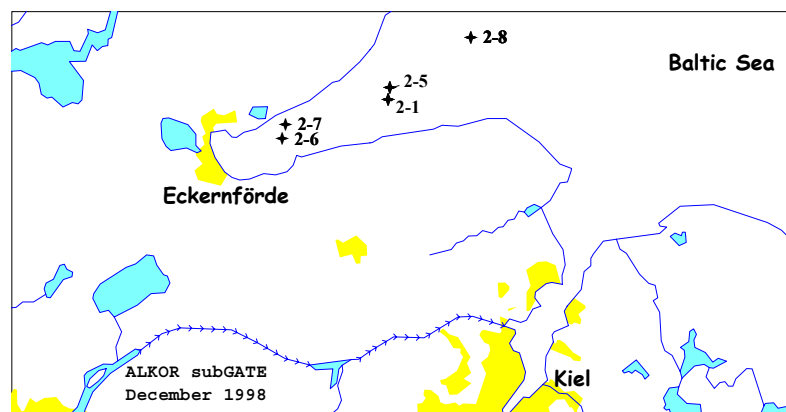 2-8
Baltic Sea
2-5
2-1
2-7
2-6
Eckernförde
ALKOR subGATE
December 1998
Kiel